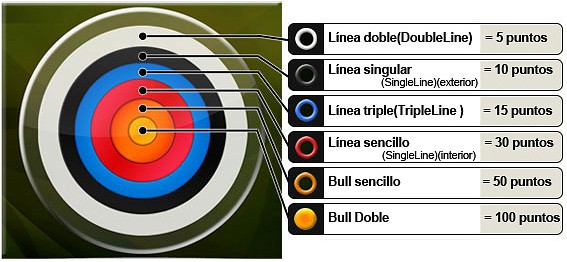 Línea doble(DoubleLine) = 5 puntos
Línea singular = 10 puntos
(SingleLine)(exterior)
Línea triple(TripleLine ) = 15 puntos
Línea sencillo = 30 puntos
(SingleLine)(interior)
Bull sencillo = 50 puntos
Bull Doble = 100 puntos